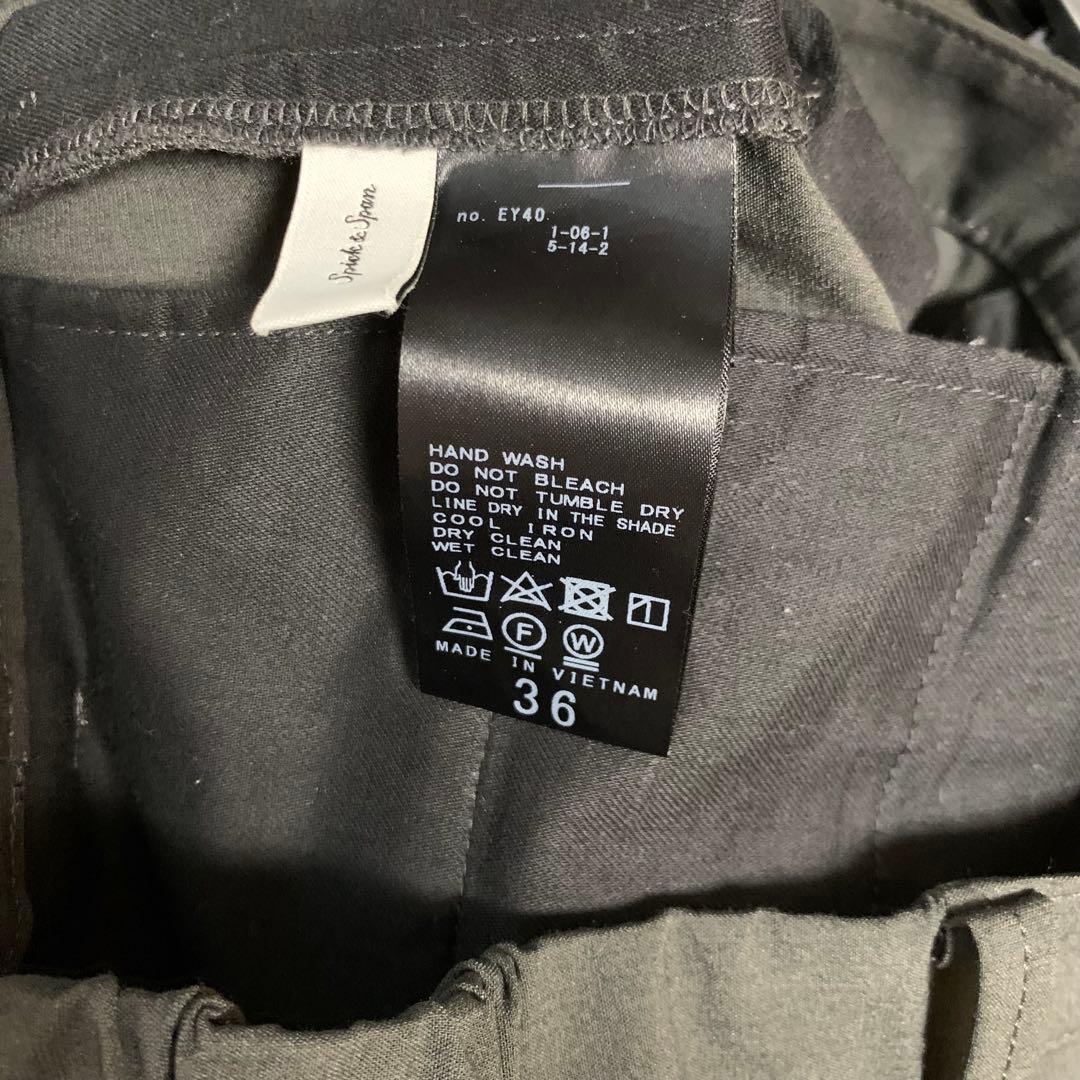 Spick & Span
no. EY40
1-06-1
5-14-2
HAND WASH
DO NOT BLEACH
DO NOT TUMBLE DRY
LINE DRY IN THE SHADE
COOL IRON
DRY CLEAN
WET CLEAN
F
W
MADE IN VIETNAM
36